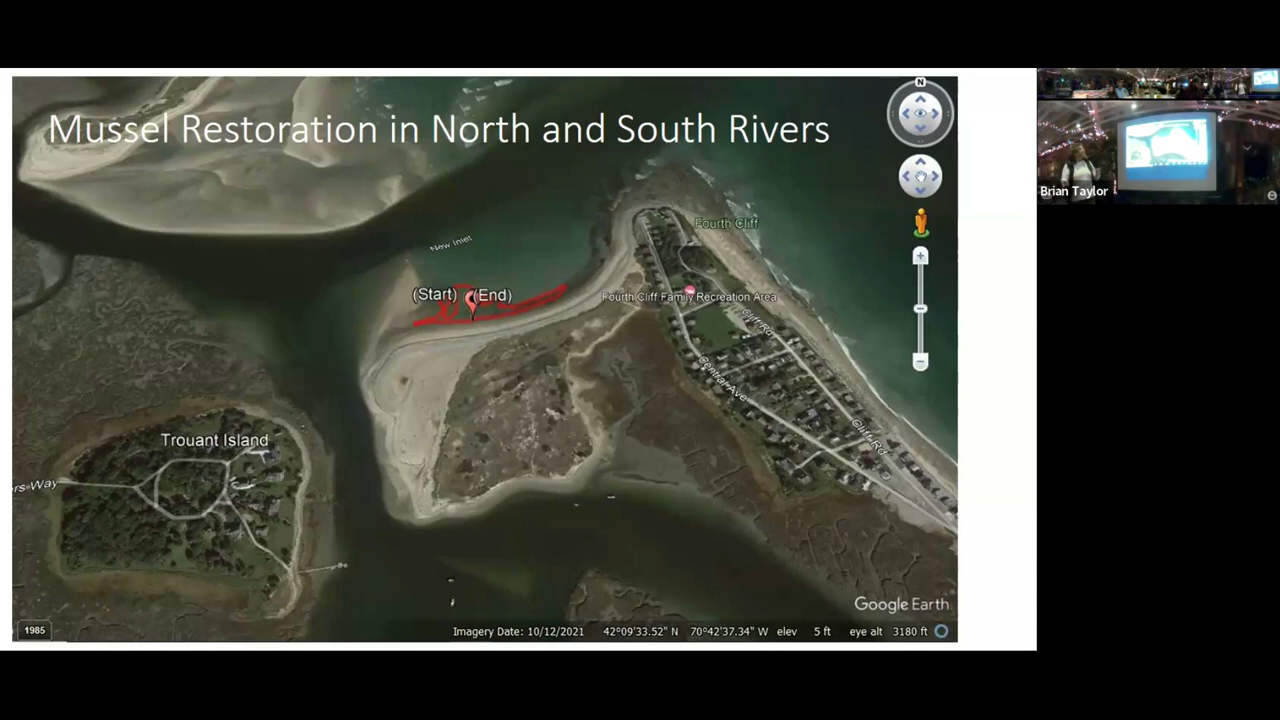 Mussel Restoration in North and South Rivers
N
Fourth Cliff
New Inlet
(Start) (End)
Fourth Cliff Family Recreation Area
Cliff Rd
Central Ave
Cliff Rd
Trouant Island
ers Way
Google Earth
1985
Imagery Date: 10/12/2021 42°09'33.52" N 70°42'37.34" W elev 5 ft eye alt 3180 ft
Brian Taylor